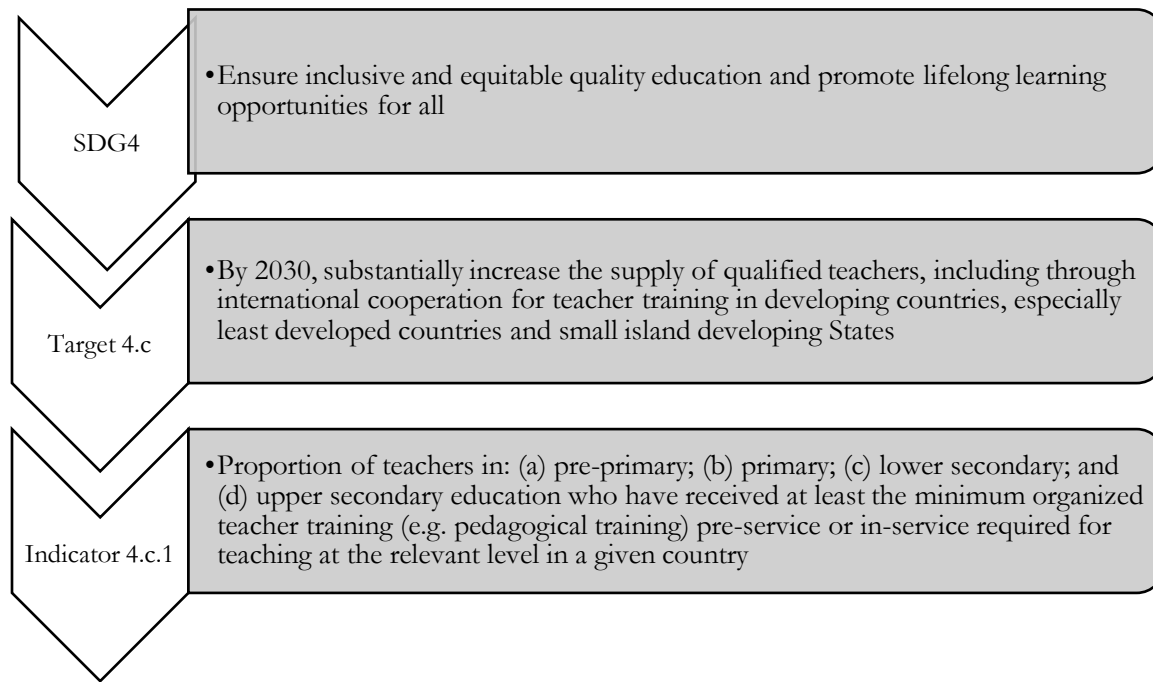 SDG4
•Ensure inclusive and equitable quality education and promote lifelong learning
opportunities for all
Target 4.c
•By 2030, substantially increase the supply of qualified teachers, including through
international cooperation for teacher training in developing countries, especially
least developed countries and small island developing States
Indicator 4.c.1
•Proportion of teachers in: (a) pre-primary; (b) primary; (c) lower secondary; and
(d) upper secondary education who have received at least the minimum organized
teacher training (e.g. pedagogical training) pre-service or in-service required for
teaching at the relevant level in a given country